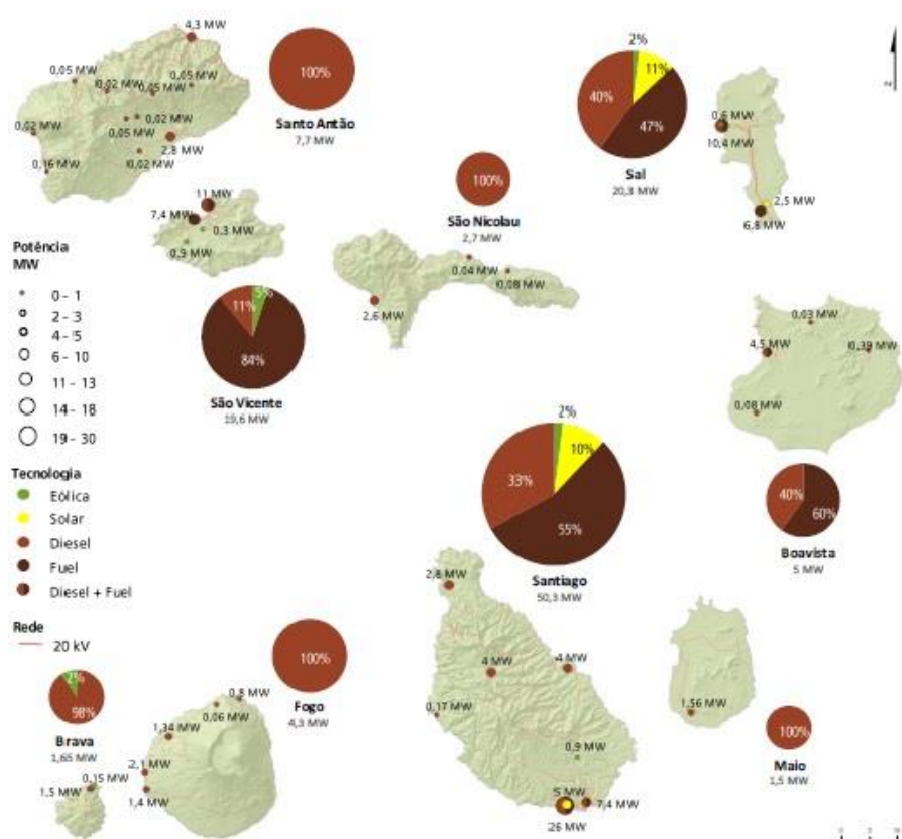 4,3 MW
0,05 MW
0,02 MW
0,05 MW
0,05 MW
0,02 MW
0,05 MW
0,02 MW
2,8 MW
0,16 MW
0,02 MW
100%
Santo Antão
7,7 MW
2%
11%
40%
47%
Sal
20,8 MW
0,6 MW
10,4 MW
2,5 MW
6,8 MW
N
11 MW
7,4 MW
0,3 MW
0,9 MW
100%
São Nicolau
2,7 MW
0,04 MW
0,08 MW
2,6 MW
Potência
MW
0 – 1
2 – 3
4 – 5
6 – 10
11 – 13
14 – 18
19 – 30
5%
11%
84%
São Vicente
19,6 MW
0,03 MW
4,5 MW
0,39 MW
0,08 MW
40%
60%
Boavista
5 MW
Tecnologia
Eólica
Solar
Diesel
Fuel
Diesel + Fuel
Rede
20 kV
2%
10%
33%
55%
Santiago
50,3 MW
2,8 MW
4 MW
4 MW
0,17 MW
0,9 MW
5 MW
7,4 MW
26 MW
2%
98%
Brava
1,65 MW
0,15 MW
1,5 MW
100%
Fogo
4,3 MW
0,8 MW
0,06 MW
1,34 MW
2,1 MW
1,4 MW
1,56 MW
100%
Maio
1,5 MW